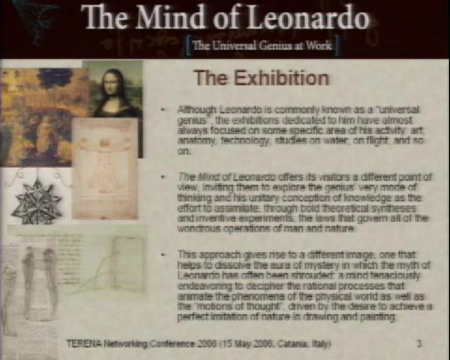 The Mind of Leonardo
[The Universal Genius at Work]
The Exhibition
• Although Leonardo is commonly known as a "universal
genius", the exhibitions dedicated to him have almost
always focused on some specific area of his activity: art,
anatomy, technology, studies on water, on flight, and so
on.
• The Mind of Leonardo offers its visitors a different point of
view, inviting them to explore the genius' very mode of
thinking and his unitary conception of knowledge as the
effort to assimilate, through bold theoretical syntheses
and inventive experiments, the laws that govern all of the
wondrous operations of man and nature.
• This approach gives rise to a different image, one that
helps to dissolve the aura of mystery in which the myth of
Leonardo has often been shrouded: a mind tenaciously
endeavoring to decipher the rational processes that
animate the phenomena of the physical world as well as
the "motions of thought", driven by the desire to achieve a
perfect imitation of nature in drawing and painting.
TERENA Networking Conference 2006 (15 May 2006, Catania, Italy) 3